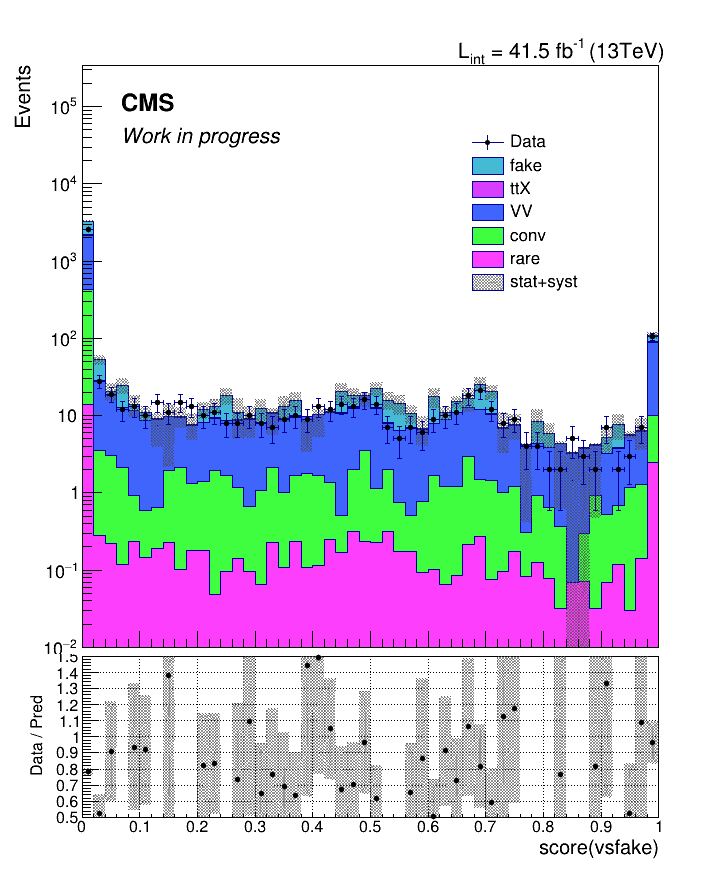 L_int = 41.5 fb^-1 (13TeV)
Events
CMS
Work in progress
Data
fake
ttX
VV
conv
rare
stat+syst
10^5
10^4
10^3
10^2
10
1
10^−1
10^−2
Data / Pred
1.5
1.4
1.3
1.2
1.1
1
0.9
0.8
0.7
0.6
0.5
0 0.1 0.2 0.3 0.4 0.5 0.6 0.7 0.8 0.9 1
score(vsfake)